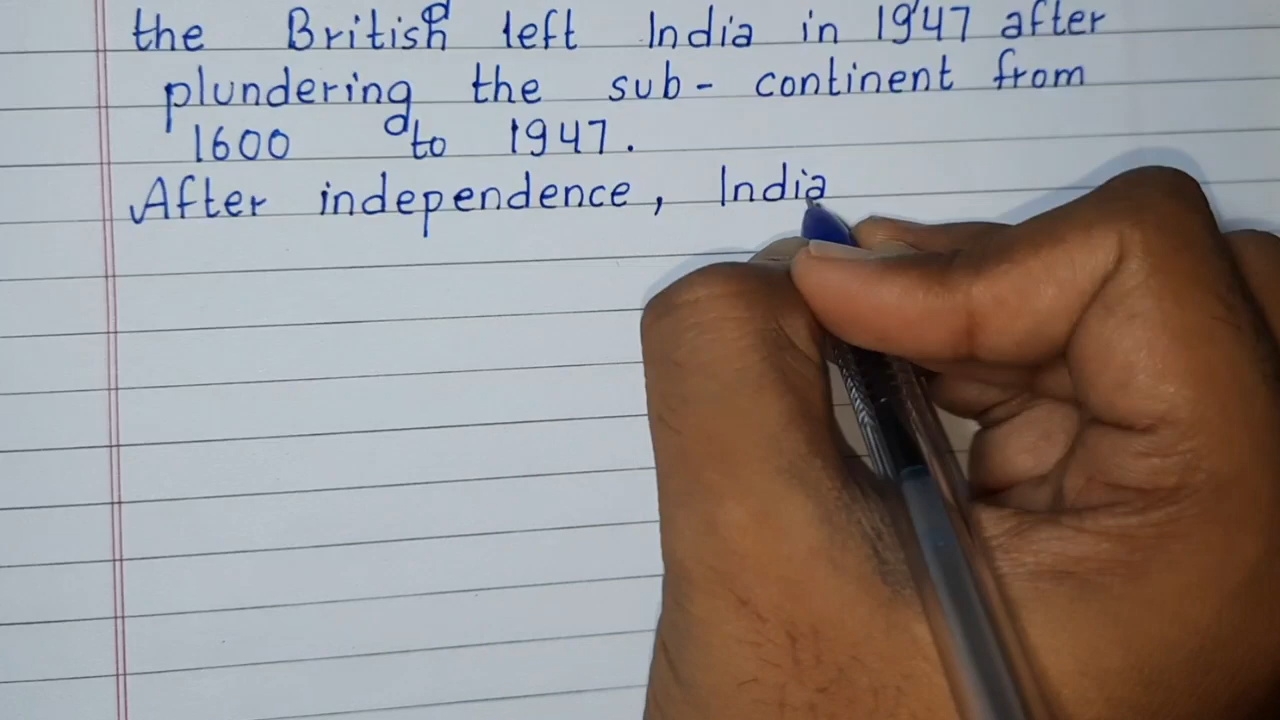 the British left India in 1947 after
plundering the sub- continent from
1600 to 1947.
After independence, India